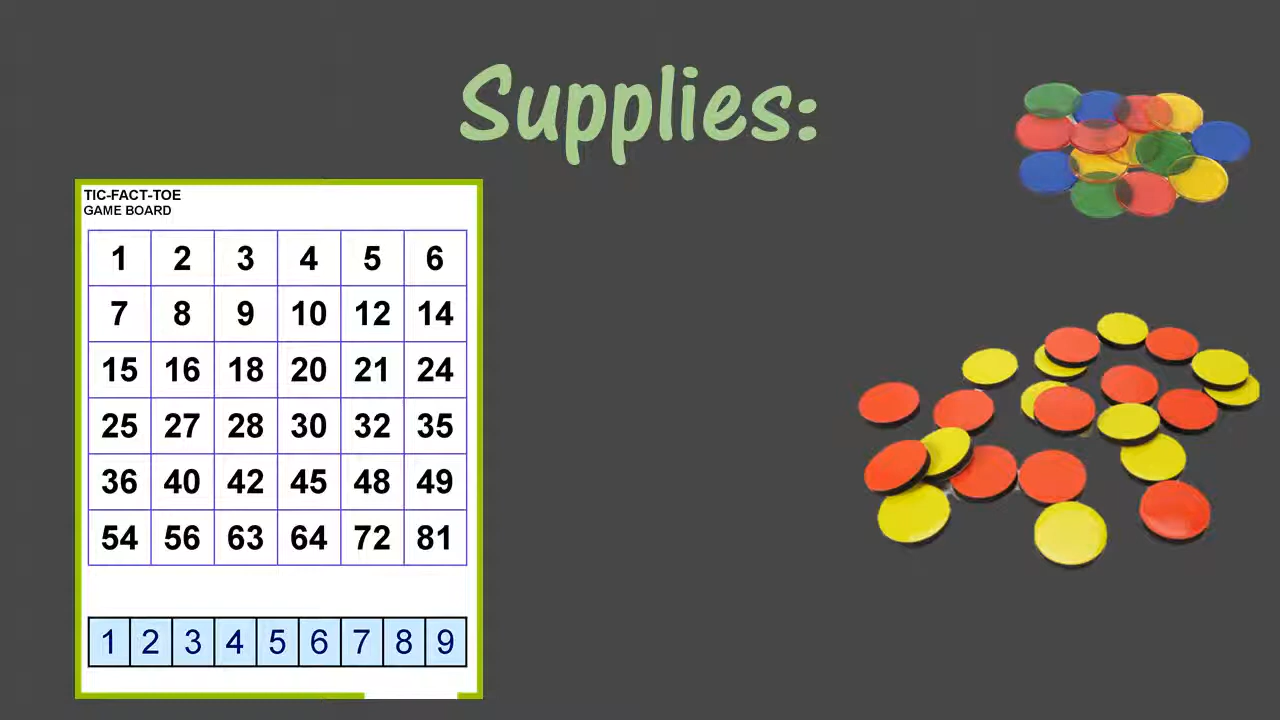 Supplies:
TIC-FACT-TOE
GAME BOARD
1 2 3 4 5 6
7 8 9 10 12 14
15 16 18 20 21 24
25 27 28 30 32 35
36 40 42 45 48 49
54 56 63 64 72 81
1 2 3 4 5 6 7 8 9